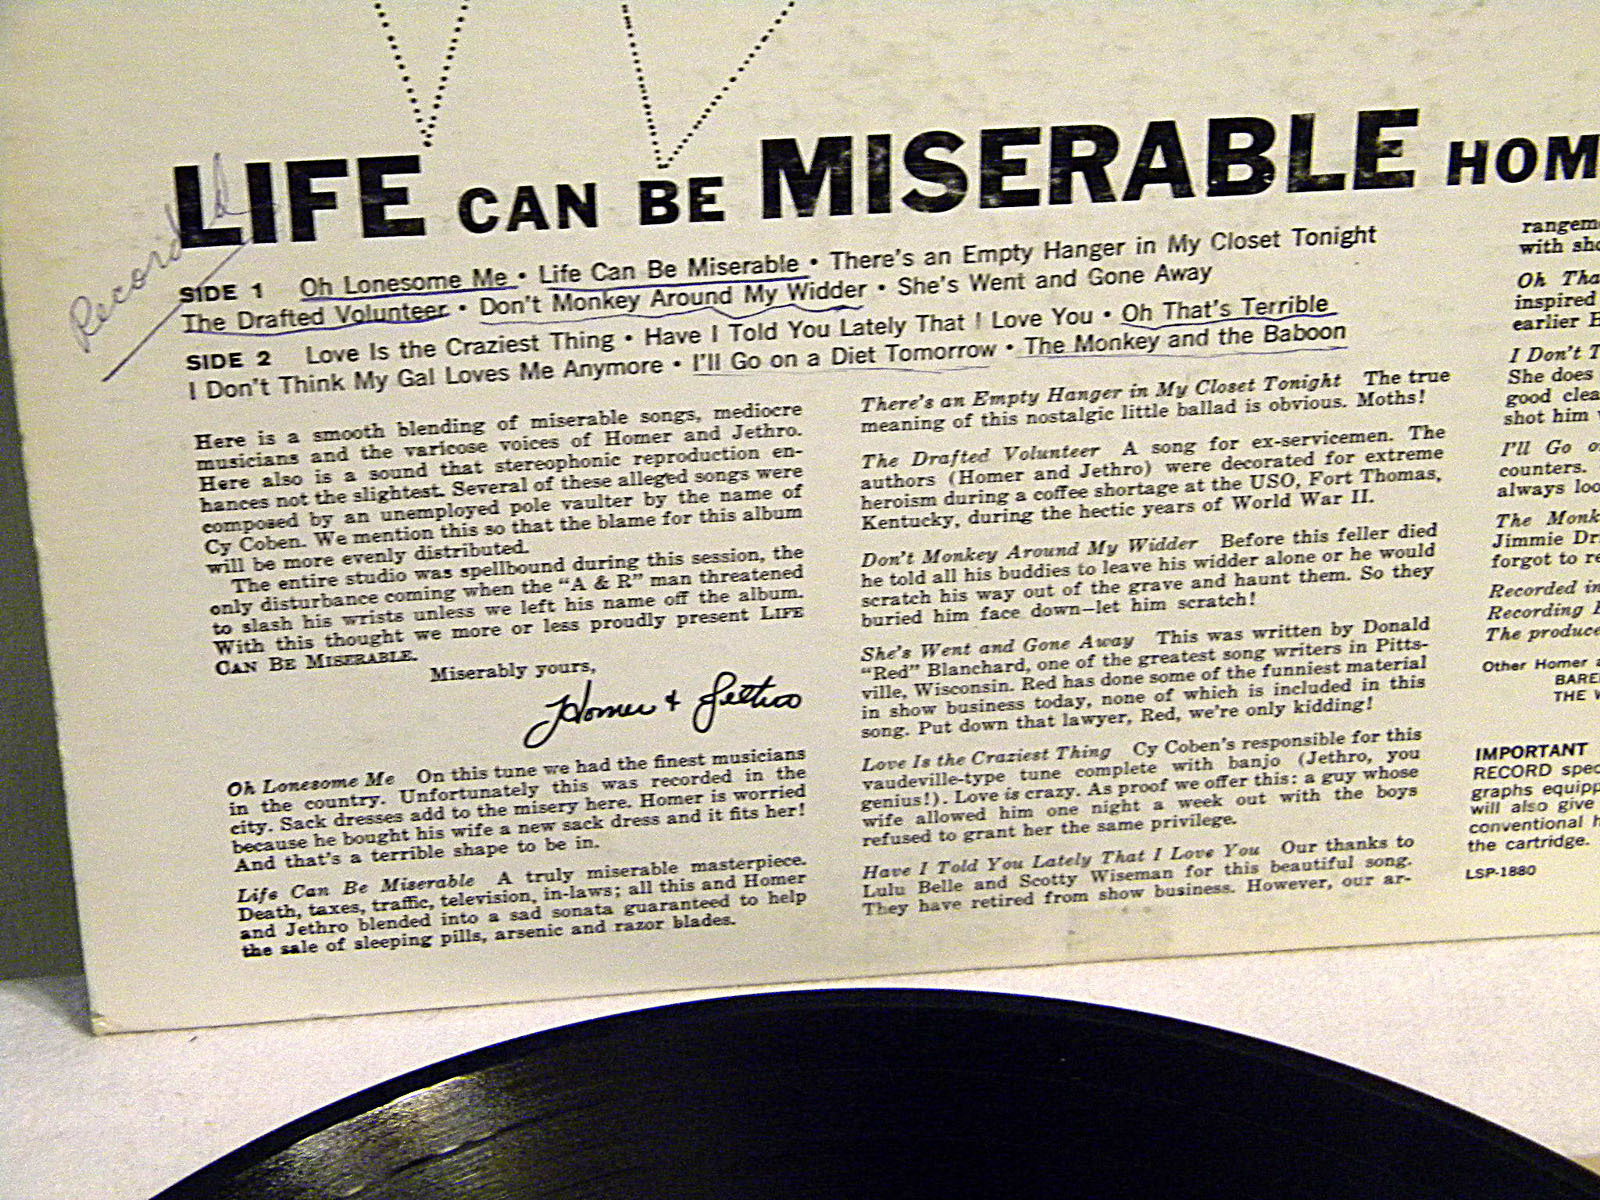 LIFE CAN BE MISERABLE HOM
Recorded
SIDE 1 Oh Lonesome Me • Life Can Be Miserable • There's an Empty Hanger in My Closet Tonight
The Drafted Volunteer • Don't Monkey Around My Widder • She's Went and Gone Away
SIDE 2 Love Is the Craziest Thing • Have I Told You Lately That I Love You • Oh That's Terrible
I Don't Think My Gal Loves Me Anymore • I'll Go on a Diet Tomorrow • The Monkey and the Baboon
Here is a smooth blending of miserable songs, mediocre
musicians and the varicose voices of Homer and Jethro.
Here also is a sound that stereophonic reproduction en-
hances not the slightest. Several of these alleged songs were
composed by an unemployed pole vaulter by the name of
Cy Coben. We mention this so that the blame for this album
will be more evenly distributed.
The entire studio was spellbound during this session, the
only disturbance coming when the "A & R" man threatened
to slash his wrists unless we left his name off the album.
With this thought we more or less proudly present LIFE
CAN BE MISERABLE.
Miserably yours,
Homer + Jethro
Oh Lonesome Me On this tune we had the finest musicians
in the country. Unfortunately this was recorded in the
city. Sack dresses add to the misery here. Homer is worried
because he bought his wife a new sack dress and it fits her!
And that's a terrible shape to be in.
Life Can Be Miserable A truly miserable masterpiece.
Death, taxes, traffic, television, in-laws; all this and Homer
and Jethro blended into a sad sonata guaranteed to help
the sale of sleeping pills, arsenic and razor blades.
There's an Empty Hanger in My Closet Tonight The true
meaning of this nostalgic little ballad is obvious. Moths!
The Drafted Volunteer A song for ex-servicemen. The
authors (Homer and Jethro) were decorated for extreme
heroism during a coffee shortage at the USO, Fort Thomas,
Kentucky, during the hectic years of World War II.
Don't Monkey Around My Widder Before this feller died
he told all his buddies to leave his widder alone or he would
scratch his way out of the grave and haunt them. So they
buried him face down—let him scratch!
She's Went and Gone Away This was written by Donald
"Red" Blanchard, one of the greatest song writers in Pitts-
ville, Wisconsin. Red has done some of the funniest material
in show business today, none of which is included in this
song. Put down that lawyer, Red, we're only kidding!
Love Is the Craziest Thing Cy Coben's responsible for this
vaudeville-type tune complete with banjo (Jethro, you
genius!). Love is crazy. As proof we offer this: a guy whose
wife allowed him one night a week out with the boys
refused to grant her the same privilege.
Have I Told You Lately That I Love You Our thanks to
Lulu Belle and Scotty Wiseman for this beautiful song.
They have retired from show business. However, our ar-
rangem
with sho
Oh Tha
inspired
earlier H
I Don't T
She does
good clea
shot him
I'll Go o
counters.
always loo
The Monk
Jimmie Dr
forgot to re
Recorded in
Recording
The produce
Other Homer
BARE
THE
IMPORTANT
RECORD spec
graphs equipp
will also give
conventional h
the cartridge.
LSP-1880